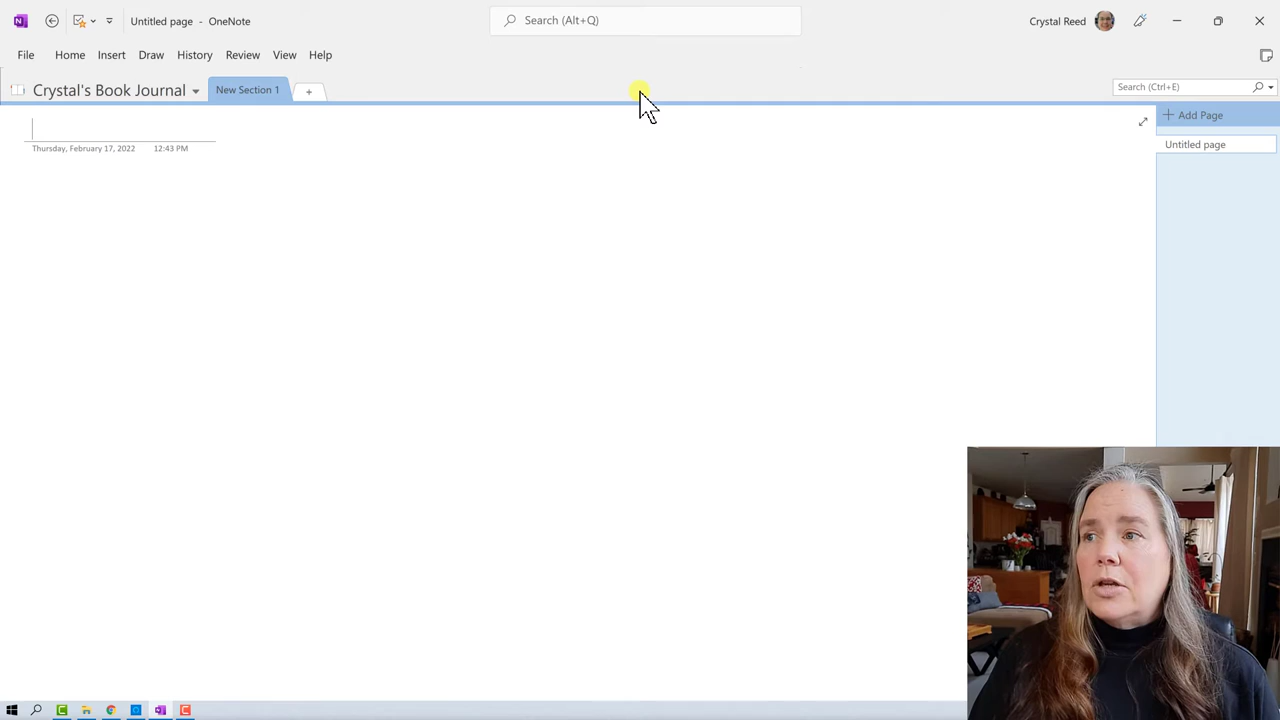 Untitled page - OneNote
Search (Alt+Q)
Crystal Reed
File Home Insert Draw History Review View Help
Crystal's Book Journal
New Section 1
+
Search (Ctrl+E)
Add Page
Untitled page
Thursday, February 17, 2022 12:43 PM